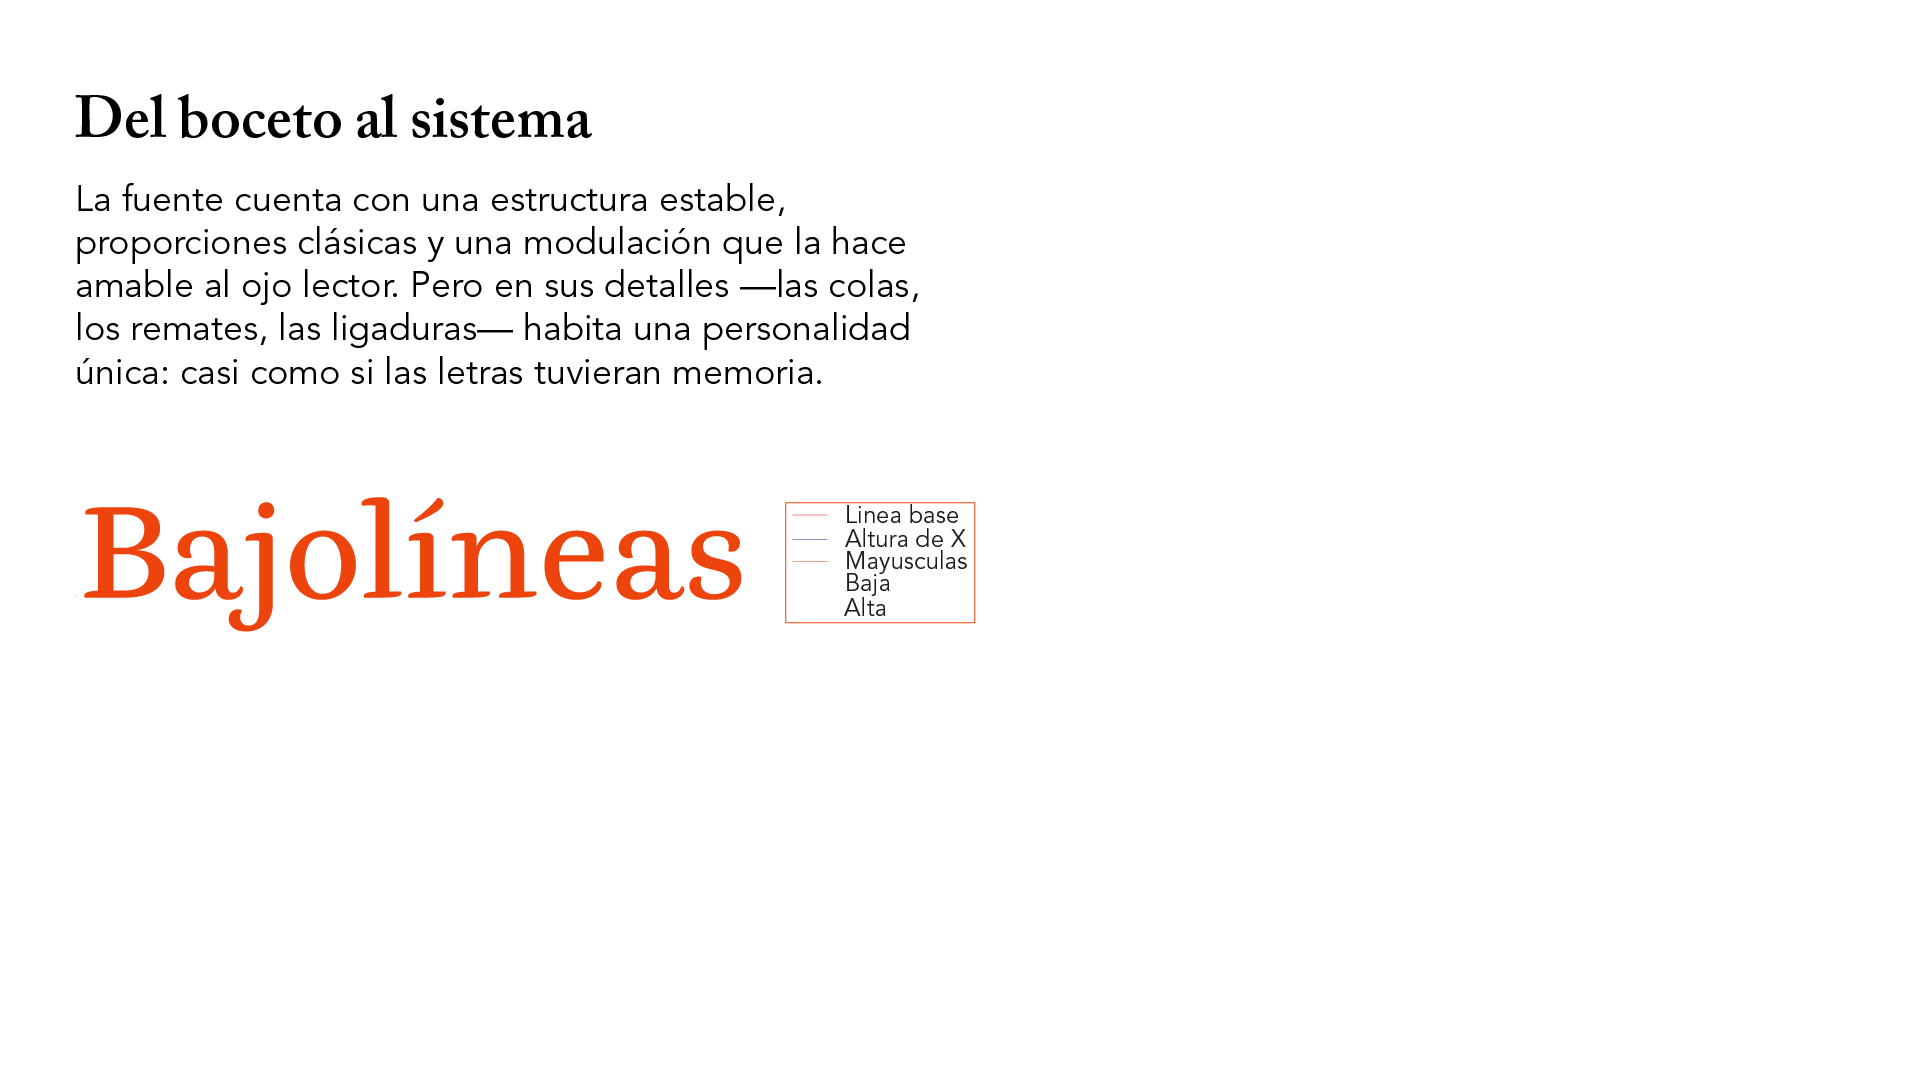 Del boceto al sistema
La fuente cuenta con una estructura estable,
proporciones clásicas y una modulación que la hace
amable al ojo lector. Pero en sus detalles —las colas,
los remates, las ligaduras— habita una personalidad
única: casi como si las letras tuvieran memoria.
Bajolíneas
Linea base
Altura de X
Mayusculas
Baja
Alta